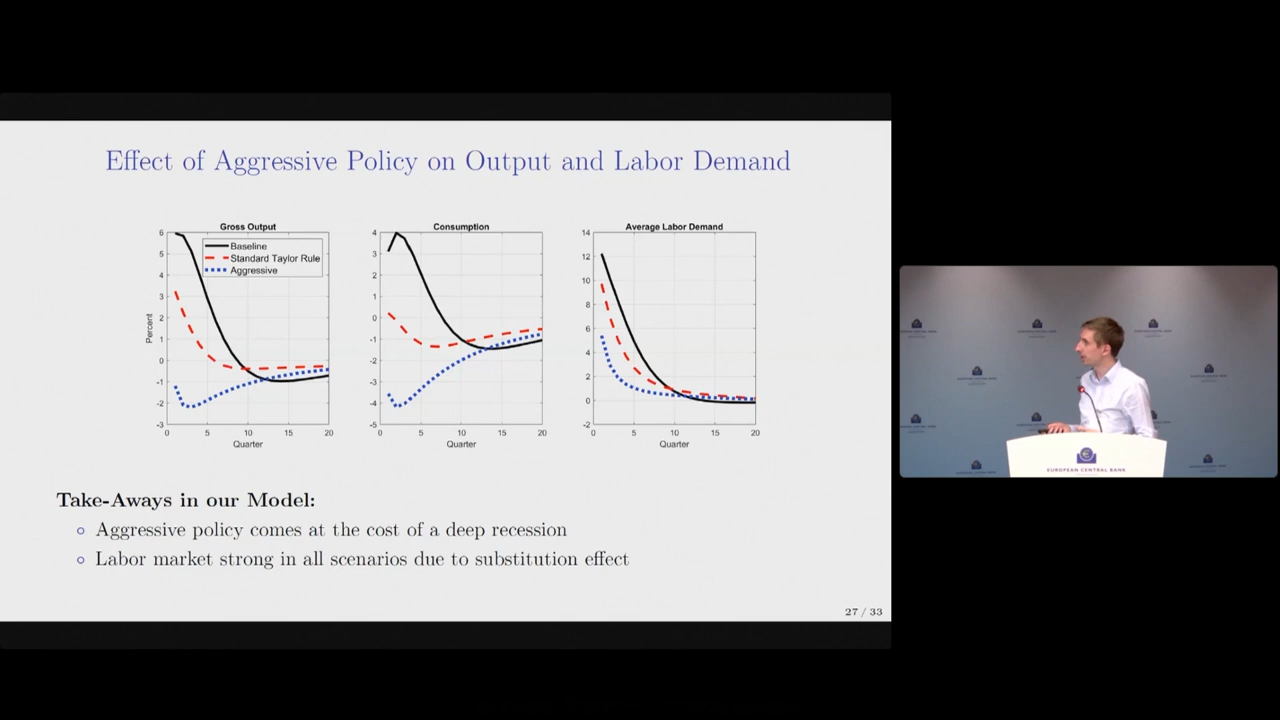 Effect of Aggressive Policy on Output and Labor Demand
Gross Output
Consumption
Average Labor Demand
Baseline
Standard Taylor Rule
Aggressive
Percent
6
5
4
3
2
1
0
-1
-2
-3
0 5 10 15 20
Quarter
4
3
2
1
0
-1
-2
-3
-4
-5
0 5 10 15 20
Quarter
14
12
10
8
6
4
2
0
-2
0 5 10 15 20
Quarter
Take-Aways in our Model:
Aggressive policy comes at the cost of a deep recession
Labor market strong in all scenarios due to substitution effect
27 / 33
EUROPEAN CENTRAL BANK